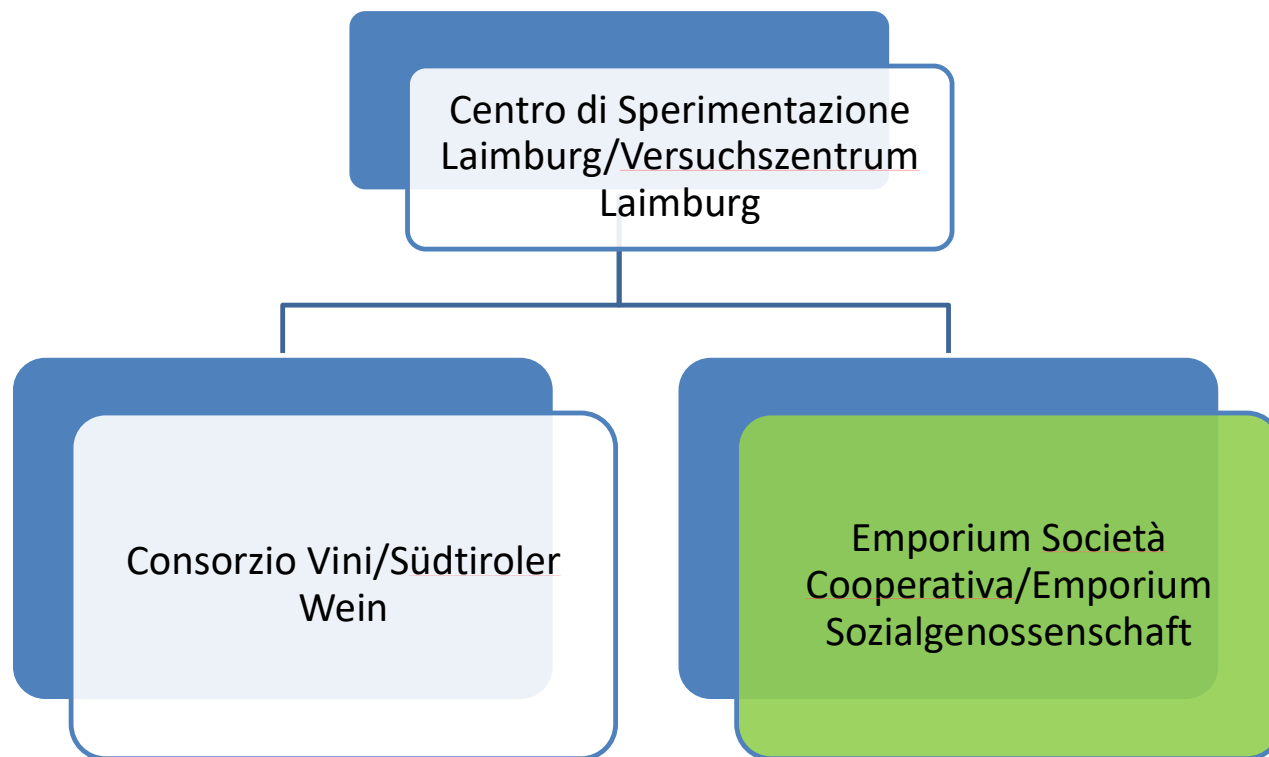 Centro di Sperimentazione
Laimburg/Versuchszentrum
Laimburg
Consorzio Vini/Südtiroler
Wein
Emporium Società
Cooperativa/Emporium
Sozialgenossenschaft